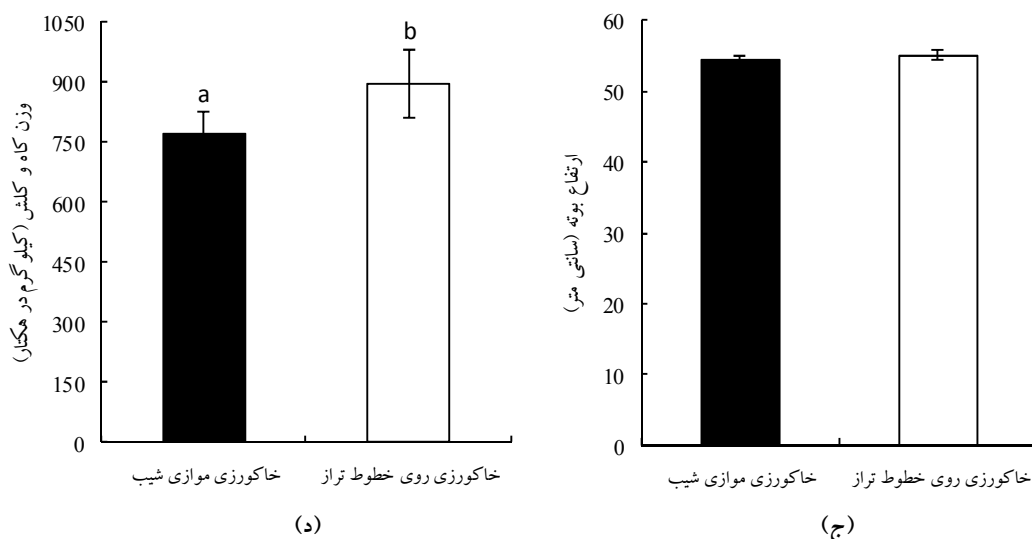 ارتفاع بوته (سانتی متر)
60
50
40
30
20
10
0
خاکورزی موازی شیب
خاکورزی روی خطوط تراز
(ج)
وزن کاه و کلش (کیلو گرم در هکتار)
1050
900
750
600
450
300
150
0
a
b
خاکورزی موازی شیب
خاکورزی روی خطوط تراز
(د)